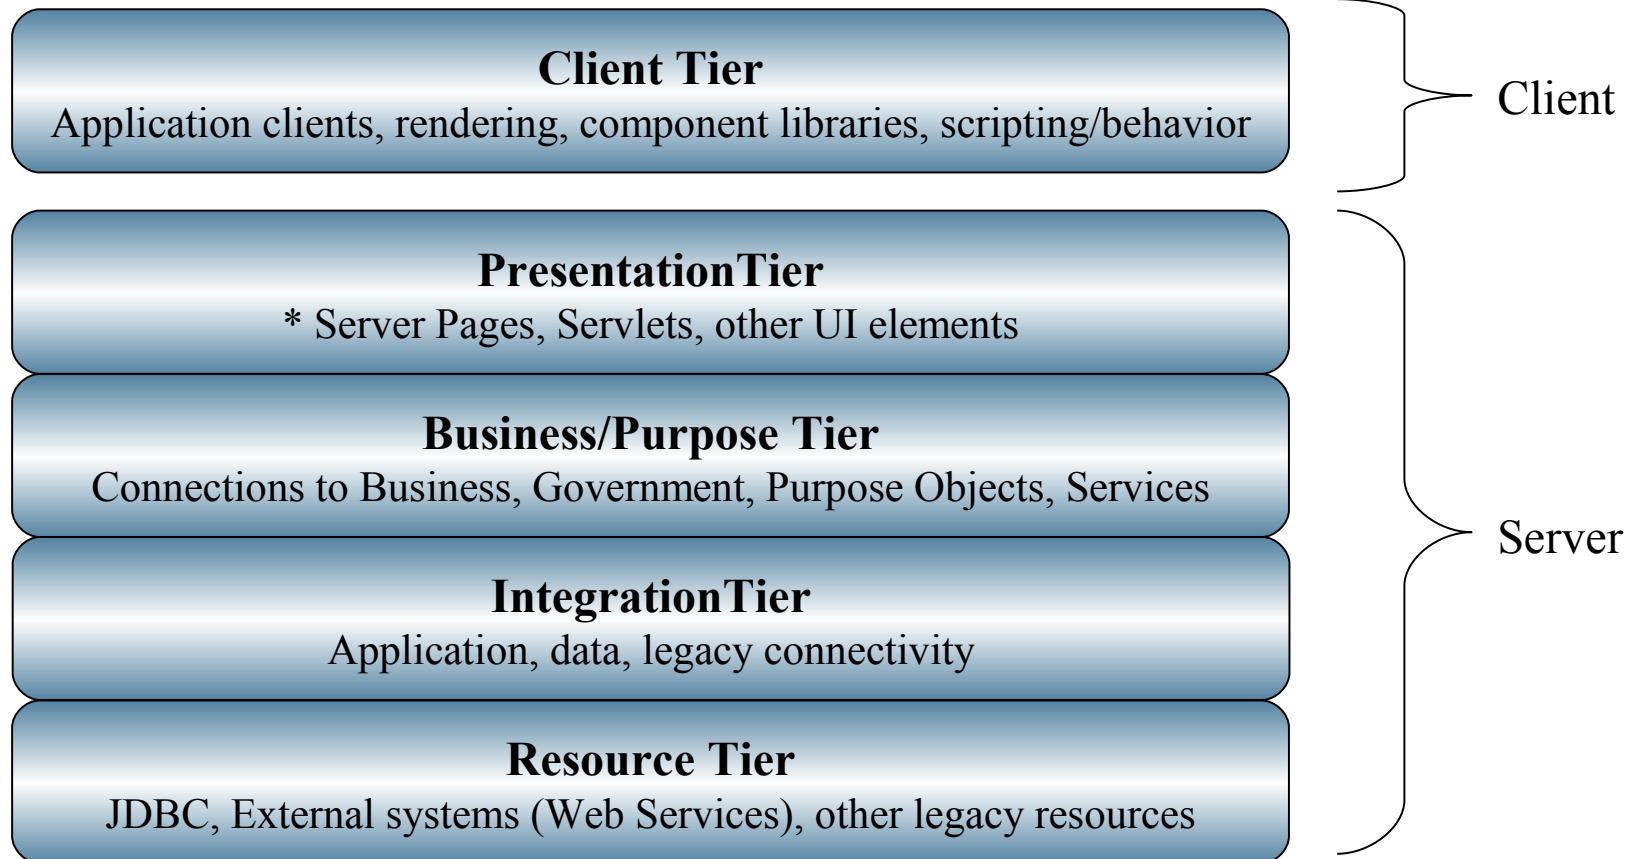 Client Tier
Application clients, rendering, component libraries, scripting/behavior
Client
PresentationTier
* Server Pages, Servlets, other UI elements
Business/Purpose Tier
Connections to Business, Government, Purpose Objects, Services
Server
IntegrationTier
Application, data, legacy connectivity
Resource Tier
JDBC, External systems (Web Services), other legacy resources